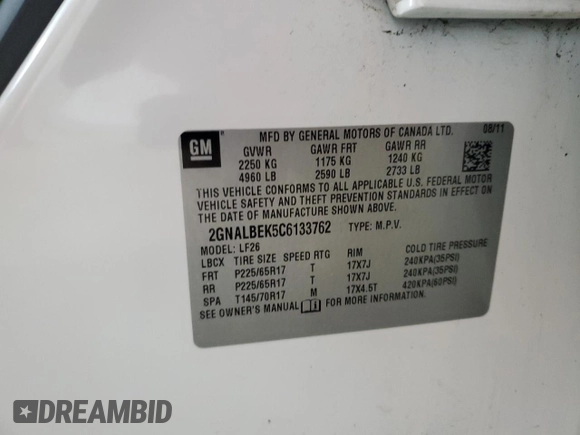 GM
MFD BY GENERAL MOTORS OF CANADA LTD. 08/11
GVWR GAWR FRT GAWR RR
2250 KG 1175 KG 1240 KG
4960 LB 2590 LB 2733 LB
THIS VEHICLE CONFORMS TO ALL APPLICABLE U.S. FEDERAL MOTOR
VEHICLE SAFETY AND THEFT PREVENTION STANDARDS IN EFFECT ON
THE DATE OF MANUFACTURE SHOWN ABOVE.
2GNALBEK5C6133762 TYPE: M.P.V.
MODEL: LF26
LBCX TIRE SIZE SPEED RTG RIM COLD TIRE PRESSURE
FRT P225/65R17 T 17X7J 240KPA(35PSI)
RR P225/65R17 T 17X7J 240KPA(35PSI)
SPA T145/70R17 M 17X4.5T 420KPA(60PSI)
SEE OWNER'S MANUAL FOR MORE INFORMATION.
DREAMBID